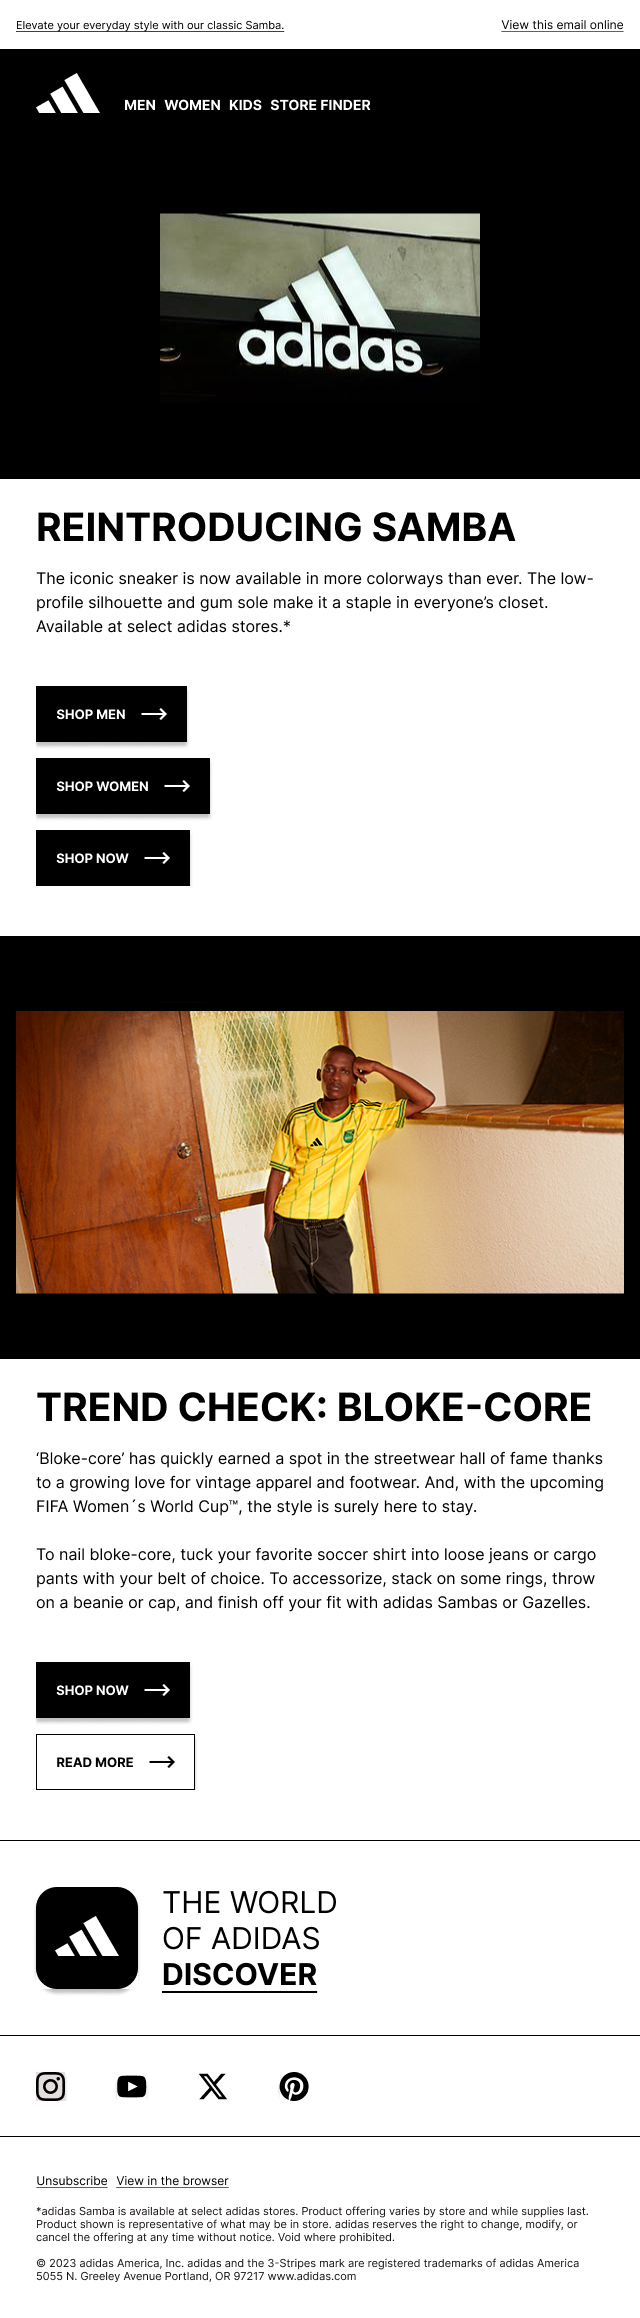 Elevate your everyday style with our classic Samba.
View this email online
MEN WOMEN KIDS STORE FINDER
adidas
REINTRODUCING SAMBA
The iconic sneaker is now available in more colorways than ever. The low-
profile silhouette and gum sole make it a staple in everyone’s closet.
Available at select adidas stores.*
SHOP MEN
SHOP WOMEN
SHOP NOW
TREND CHECK: BLOKE-CORE
‘Bloke-core’ has quickly earned a spot in the streetwear hall of fame thanks
to a growing love for vintage apparel and footwear. And, with the upcoming
FIFA Women´s World Cup™, the style is surely here to stay.
To nail bloke-core, tuck your favorite soccer shirt into loose jeans or cargo
pants with your belt of choice. To accessorize, stack on some rings, throw
on a beanie or cap, and finish off your fit with adidas Sambas or Gazelles.
SHOP NOW
READ MORE
THE WORLD
OF ADIDAS
DISCOVER
Unsubscribe View in the browser
*adidas Samba is available at select adidas stores. Product offering varies by store and while supplies last.
Product shown is representative of what may be in store. adidas reserves the right to change, modify, or
cancel the offering at any time without notice. Void where prohibited.
© 2023 adidas America, Inc. adidas and the 3-Stripes mark are registered trademarks of adidas America
5055 N. Greeley Avenue Portland, OR 97217 www.adidas.com